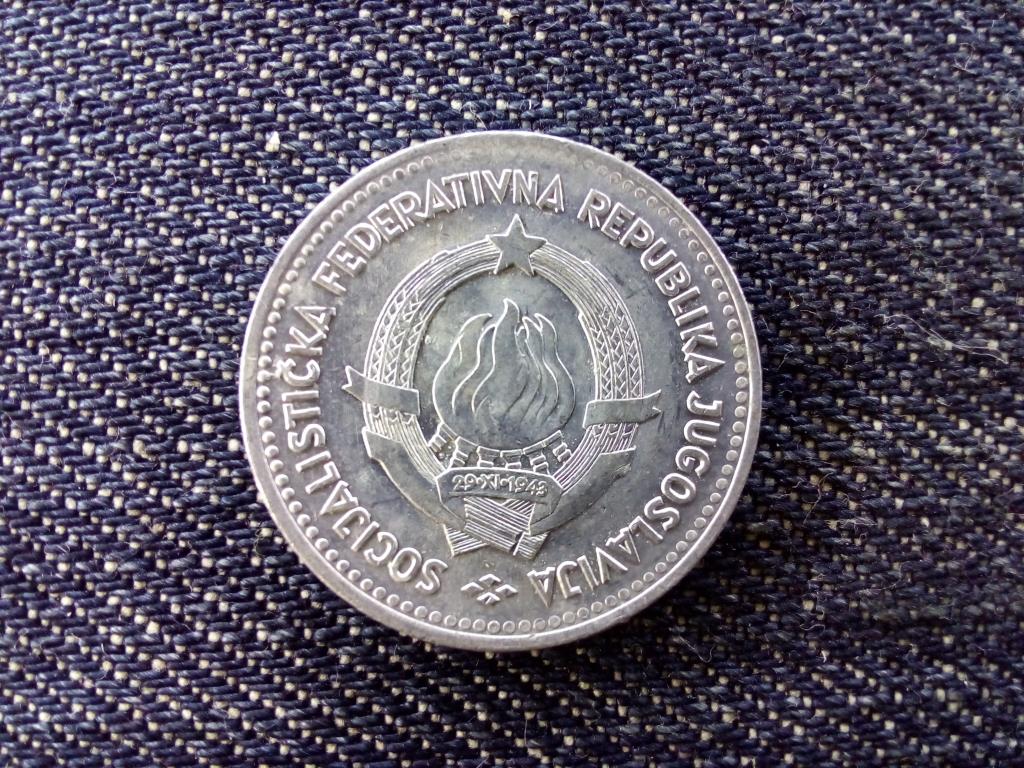 SOCIJALISTIČKA FEDERATIVNA REPUBLIKA JUGOSLAVIJA
29·XI·1943